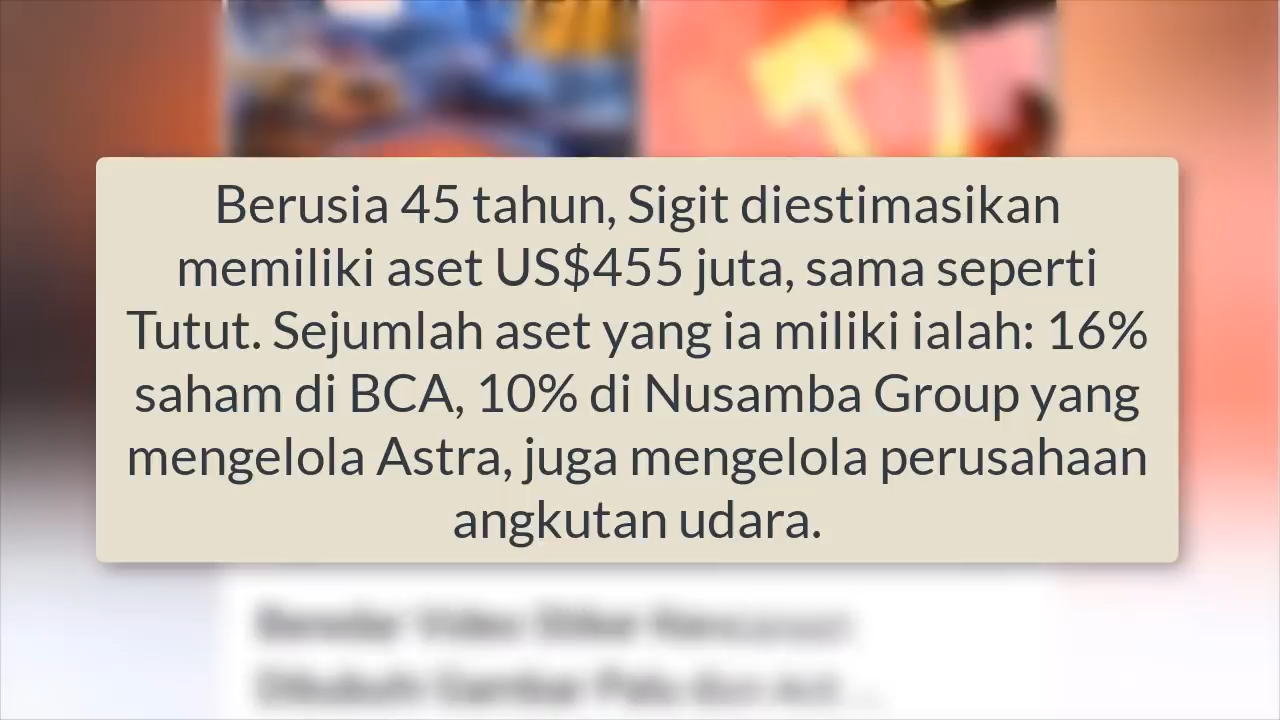 Berusia 45 tahun, Sigit diestimasikan
memiliki aset US$455 juta, sama seperti
Tutut. Sejumlah aset yang ia miliki ialah: 16%
saham di BCA, 10% di Nusamba Group yang
mengelola Astra, juga mengelola perusahaan
angkutan udara.